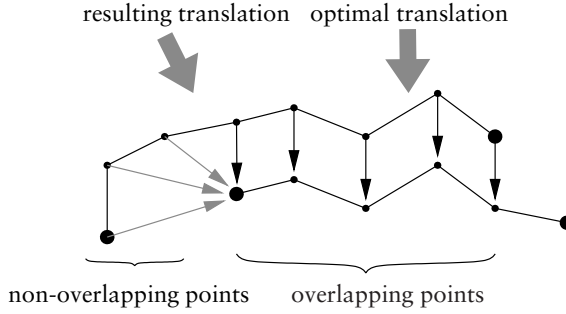 resulting translation
optimal translation
non-overlapping points
overlapping points